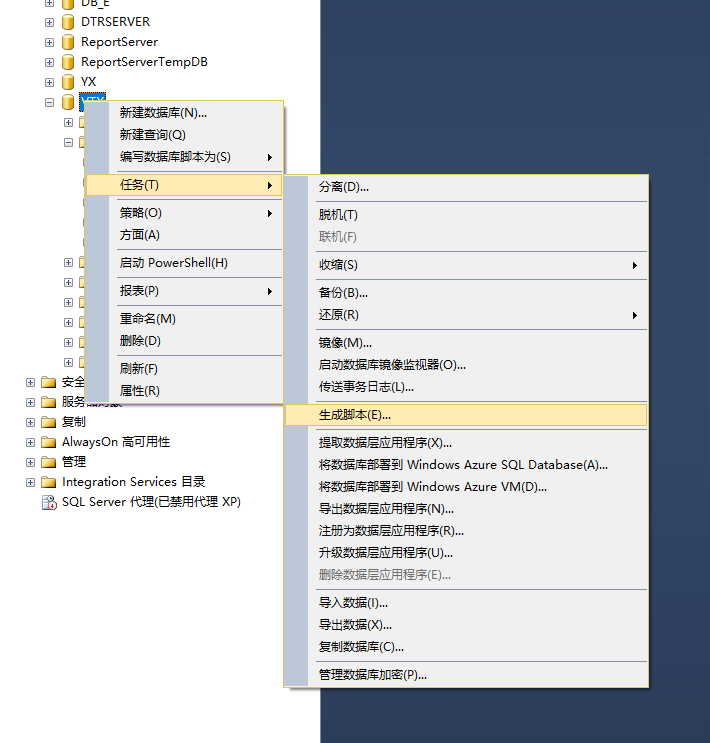 DB_E
DTRSERVER
ReportServer
ReportServerTempDB
YX
新建数据库(N)...
新建查询(Q)
编写数据库脚本为(S)
任务(T)
策略(O)
方面(A)
启动 PowerShell(H)
报表(P)
重命名(M)
删除(D)
刷新(F)
属性(R)
分离(D)...
脱机(T)
联机(F)
收缩(S)
备份(B)...
还原(R)
镜像(M)...
启动数据库镜像监视器(O)...
传送事务日志(L)...
生成脚本(E)...
提取数据层应用程序(X)...
将数据库部署到 Windows Azure SQL Database(A)...
将数据库部署到 Windows Azure VM(D)...
导出数据层应用程序(N)...
注册为数据层应用程序(R)...
升级数据层应用程序(U)...
删除数据层应用程序(E)...
导入数据(I)...
导出数据(X)...
复制数据库(C)...
管理数据库加密(P)...
安全
服务器对象
复制
AlwaysOn 高可用性
管理
Integration Services 目录
SQL Server 代理(已禁用代理 XP)